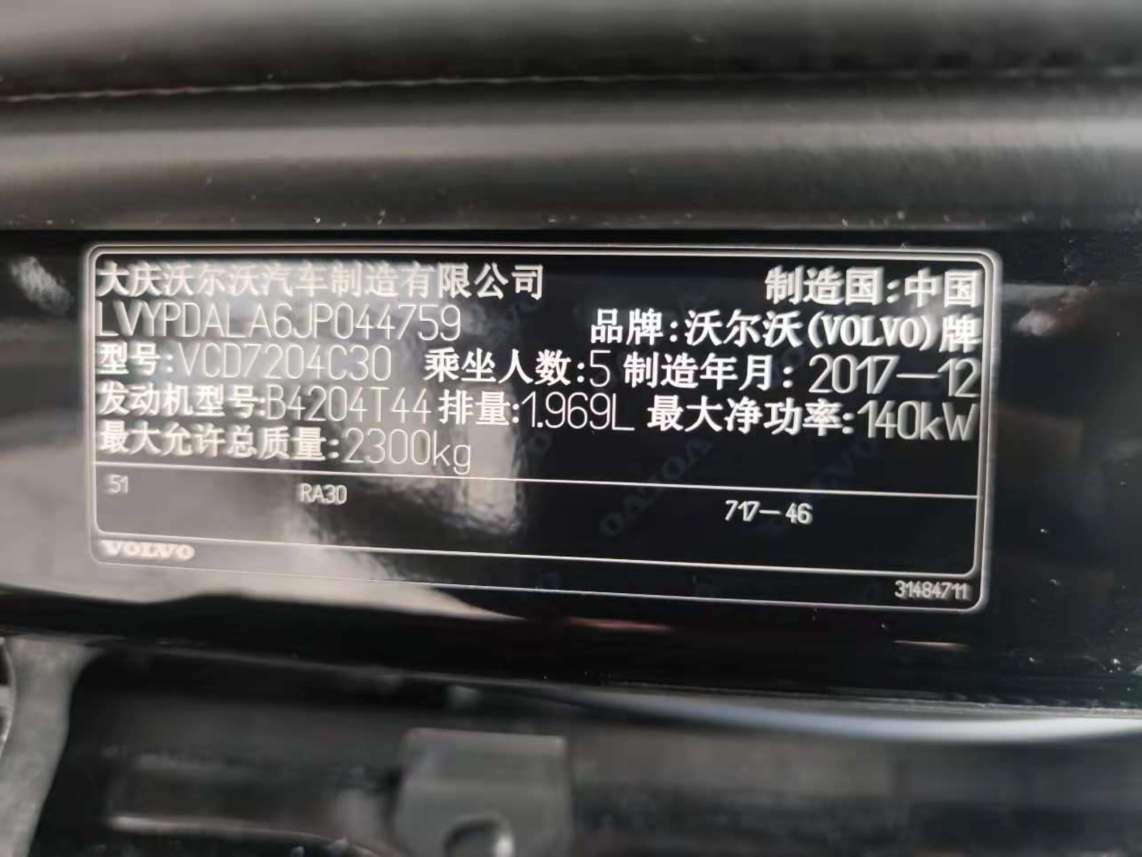 大庆沃尔沃汽车制造有限公司 制造国:中国
LVYPDALA6JP044759 品牌:沃尔沃(VOLVO)牌
型号:VCD7204C30 乘坐人数:5 制造年月:2017—12
发动机型号:B4204T44 排量:1.969L 最大净功率:140kW
最大允许总质量:2300kg
51 RA30 717—46
VOLVO
31484711